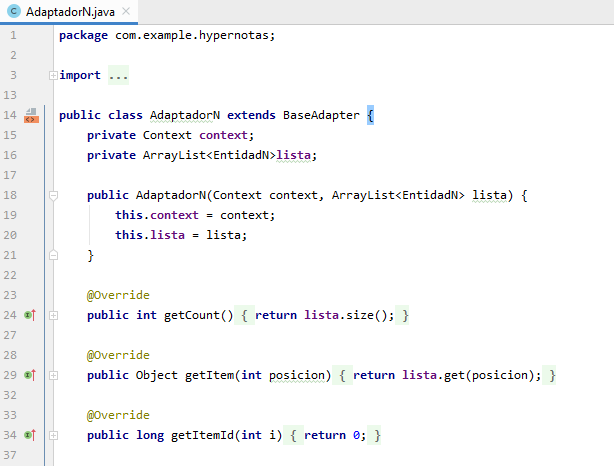 AdaptadorN.java
1 package com.example.hypernotas;
2
3 import ...
13
14 public class AdaptadorN extends BaseAdapter {
15 private Context context;
16 private ArrayList<EntidadN>lista;
17
18 public AdaptadorN(Context context, ArrayList<EntidadN> lista) {
19 this.context = context;
20 this.lista = lista;
21 }
22
23 @Override
24 public int getCount() { return lista.size(); }
27
28 @Override
29 public Object getItem(int posicion) { return lista.get(posicion); }
32
33 @Override
34 public long getItemId(int i) { return 0; }
37